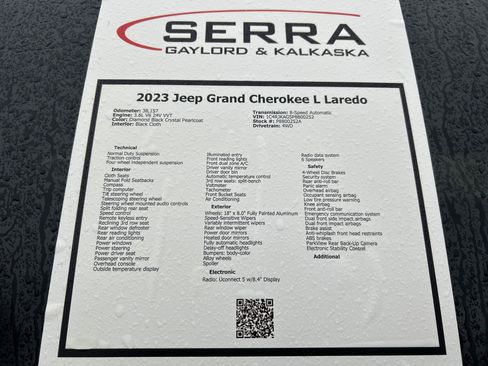 SERRA
GAYLORD & KALKASKA
2023 Jeep Grand Cherokee L Laredo
Odometer: 38,157
Engine: 3.6L V6 24V VVT
Color: Diamond Black Crystal Pearlcoat
Interior: Black Cloth
Transmission: 8-Speed Automatic
VIN: 1C4RJKAG5P8800252
Stock #: P8800252A
Drivetrain: 4WD
Technical
Normal Duty Suspension
Traction control
Four wheel independent suspension
Interior
Cloth Seats
Manual Fold Seatbacks
Compass
Trip computer
Tilt steering wheel
Telescoping steering wheel
Steering wheel mounted audio controls
Split folding rear seat
Speed control
Remote keyless entry
Reclining 3rd row seat
Rear window defroster
Rear reading lights
Rear air conditioning
Power windows
Power steering
Power driver seat
Passenger vanity mirror
Overhead console
Outside temperature display
Illuminated entry
Front reading lights
Front dual zone A/C
Driver vanity mirror
Driver door bin
Automatic temperature control
3rd row seats: split-bench
Voltmeter
Tachometer
Front Bucket Seats
Air Conditioning
Exterior
Wheels: 18" x 8.0" Fully Painted Aluminum
Speed-Sensitive Wipers
Variably intermittent wipers
Rear window wiper
Power door mirrors
Heated door mirrors
Fully automatic headlights
Delay-off headlights
Bumpers: body-color
Alloy wheels
Spoiler
Electronic
Radio: Uconnect 5 w/8.4" Display
Radio data system
6 Speakers
Safety
4-Wheel Disc Brakes
Security system
Rear anti-roll bar
Panic alarm
Overhead airbag
Occupant sensing airbag
Low tire pressure warning
Knee airbag
Front anti-roll bar
Emergency communication system
Dual front side impact airbags
Dual front impact airbags
Brake assist
Anti-whiplash front head restraints
ABS brakes
ParkView Rear Back-Up Camera
Electronic Stability Control
Additional